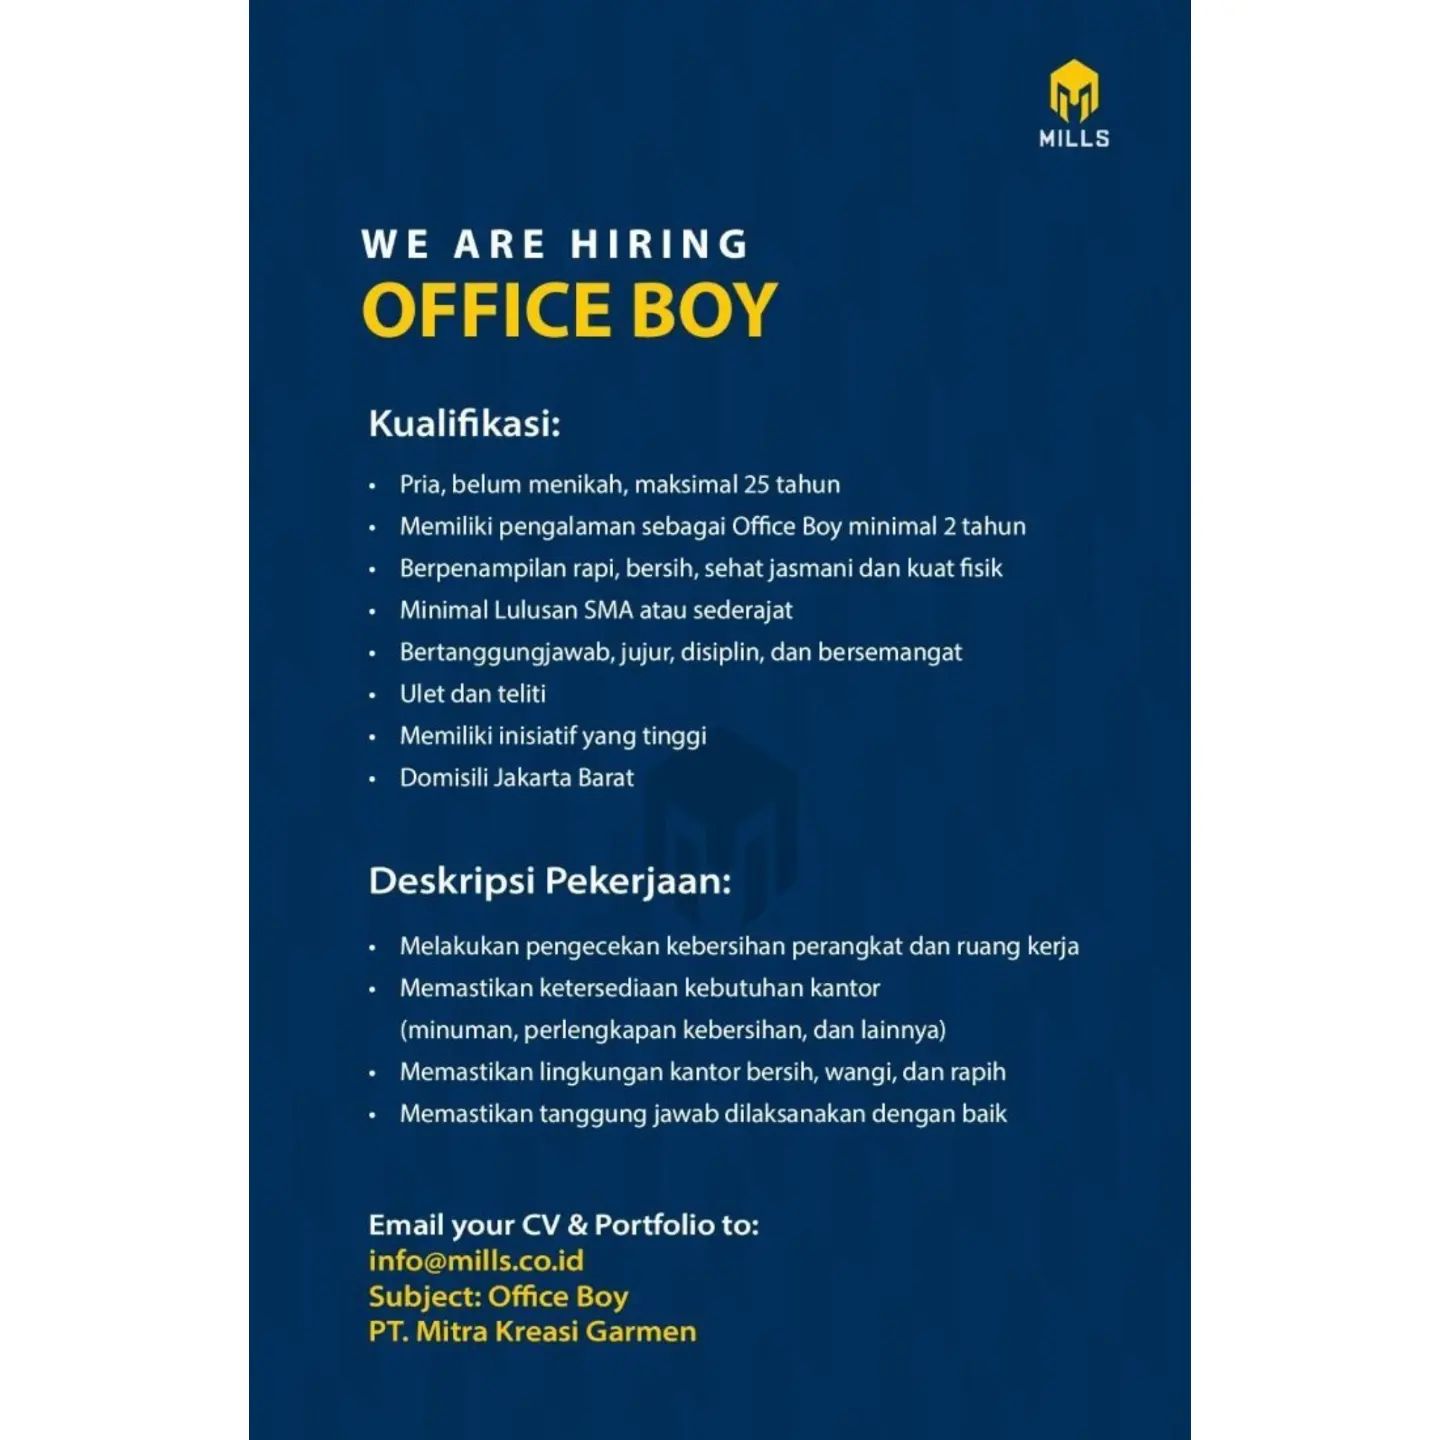 MILLS
WE ARE HIRING
OFFICE BOY
Kualifikasi:
• Pria, belum menikah, maksimal 25 tahun
• Memiliki pengalaman sebagai Office Boy minimal 2 tahun
• Berpenampilan rapi, bersih, sehat jasmani dan kuat fisik
• Minimal Lulusan SMA atau sederajat
• Bertanggungjawab, jujur, disiplin, dan bersemangat
• Ulet dan teliti
• Memiliki inisiatif yang tinggi
• Domisili Jakarta Barat
Deskripsi Pekerjaan:
• Melakukan pengecekan kebersihan perangkat dan ruang kerja
• Memastikan ketersediaan kebutuhan kantor
(minuman, perlengkapan kebersihan, dan lainnya)
• Memastikan lingkungan kantor bersih, wangi, dan rapih
• Memastikan tanggung jawab dilaksanakan dengan baik
Email your CV & Portfolio to:
info@mills.co.id
Subject: Office Boy
PT. Mitra Kreasi Garmen